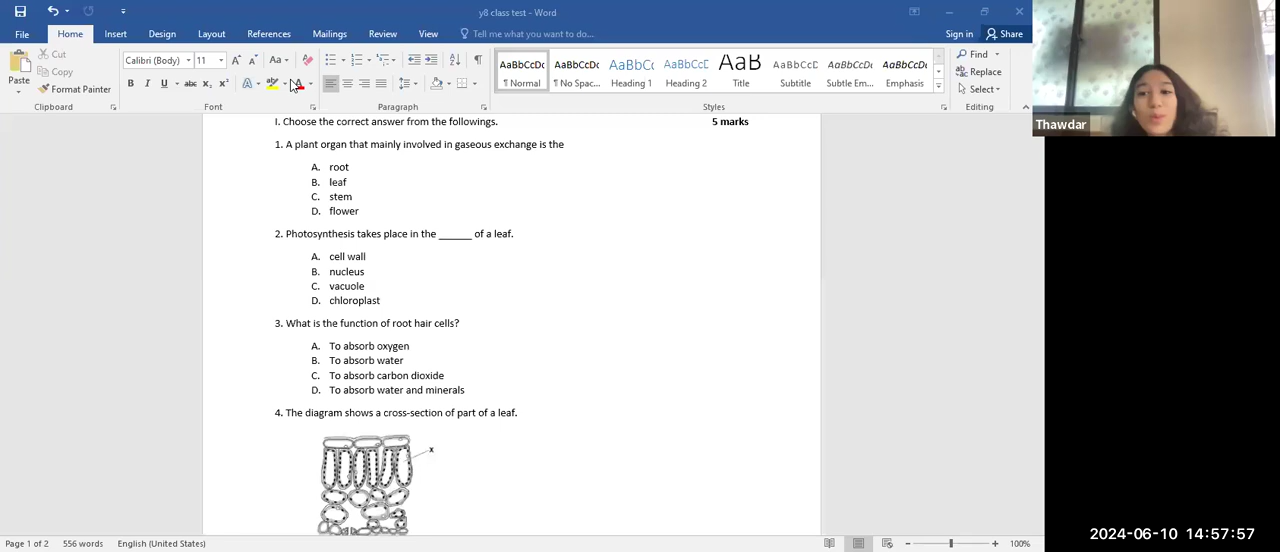 y8 class test - Word
File Home Insert Design Layout References Mailings Review View Tell me what you want to do... Sign in Share
Paste
Cut
Copy
Format Painter
Clipboard
Calibri (Body) 11 Aa
B I U abc x₂ x² A aby A
Font
Paragraph
AaBbCcDc AaBbCcDc AaBbCc AaBbCcD AaB AaBbCcD AaBbCcDc AaBbCcDc
¶ Normal ¶ No Spac... Heading 1 Heading 2 Title Subtitle Subtle Em... Emphasis
Styles
Find
Replace
Select
Editing
Thawdar
I. Choose the correct answer from the followings. 5 marks
1. A plant organ that mainly involved in gaseous exchange is the
A. root
B. leaf
C. stem
D. flower
2. Photosynthesis takes place in the ______ of a leaf.
A. cell wall
B. nucleus
C. vacuole
D. chloroplast
3. What is the function of root hair cells?
A. To absorb oxygen
B. To absorb water
C. To absorb carbon dioxide
D. To absorb water and minerals
4. The diagram shows a cross-section of part of a leaf.
x
Page 1 of 2 556 words English (United States) 100%
2024-06-10 14:57:57